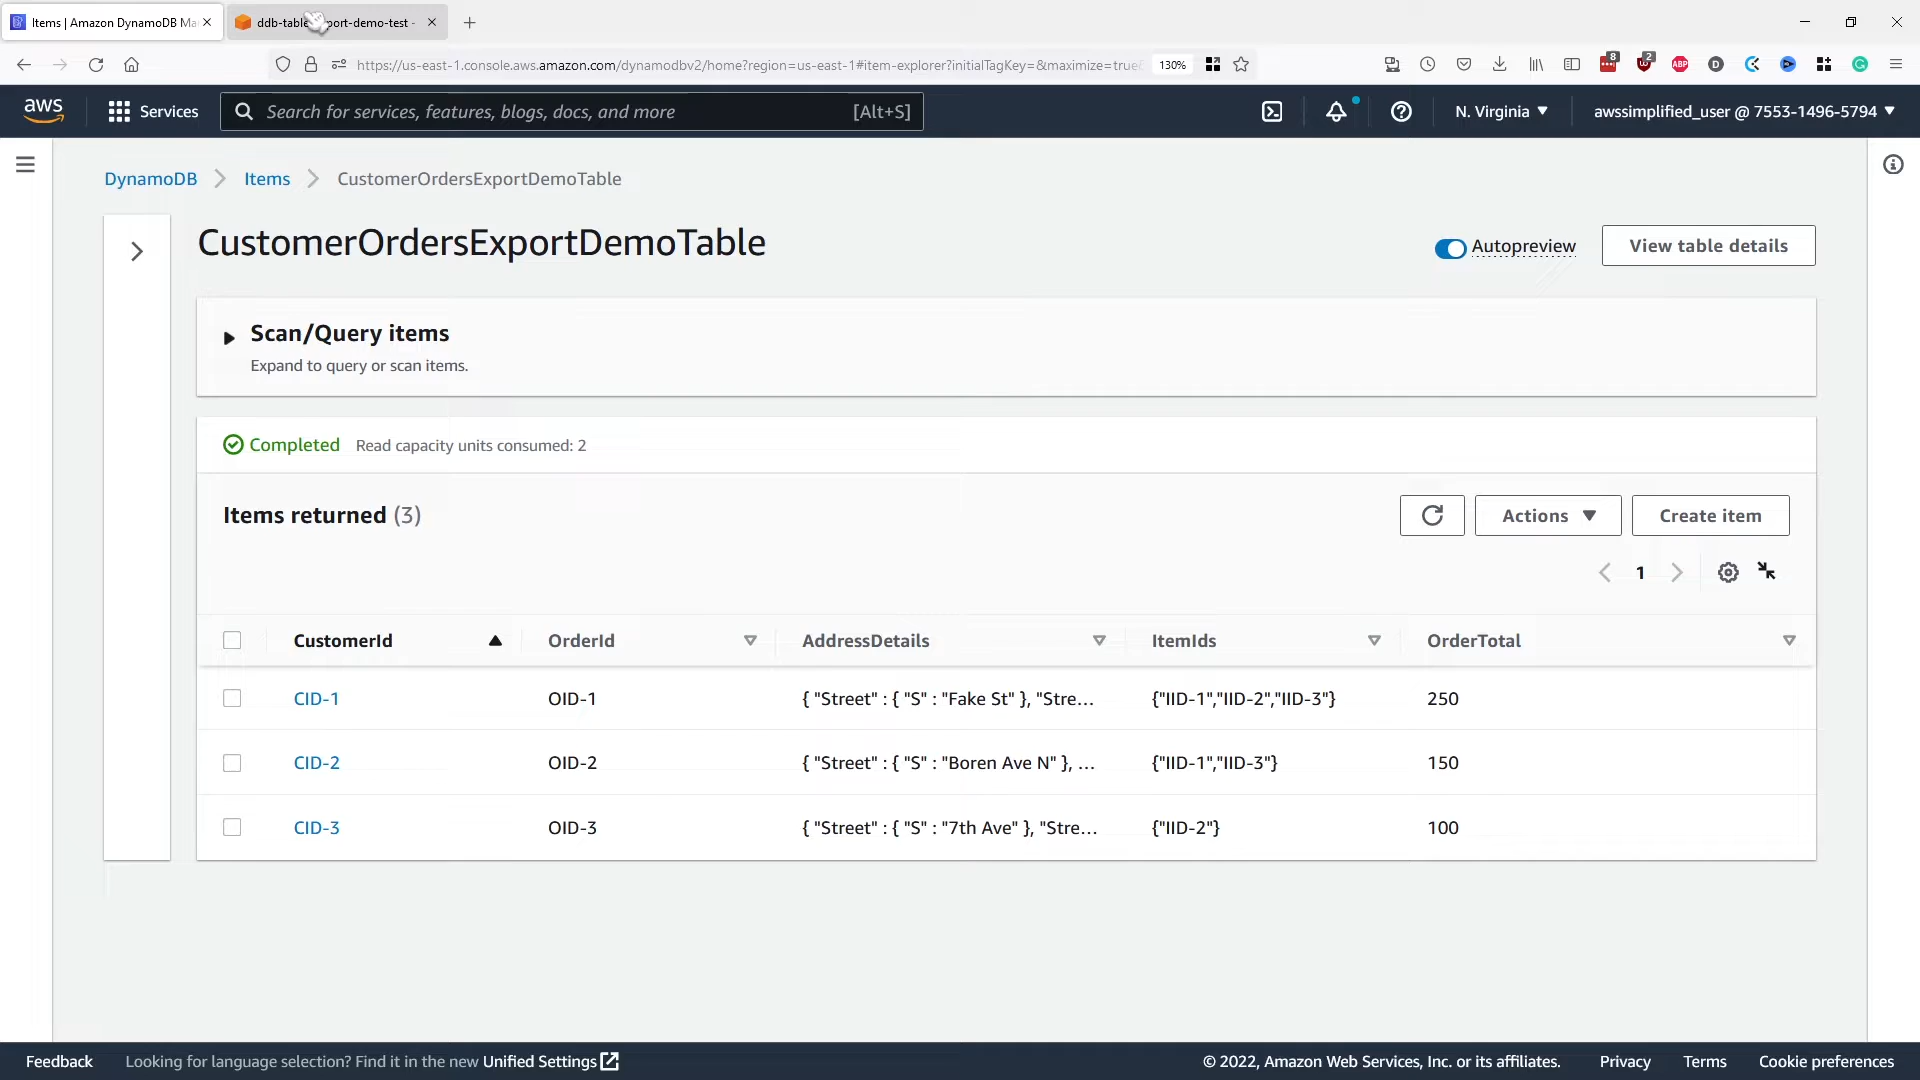 Items | Amazon DynamoDB Ma
ddb-table port-demo-test -
https://us-east-1.console.aws.amazon.com/dynamodbv2/home?region=us-east-1#item-explorer?initialTagKey=&maximize=true&
130%
8
2
ABP
D
G
aws
Services
Search for services, features, blogs, docs, and more
[Alt+S]
N. Virginia
awssimplified_user @ 7553-1496-5794
DynamoDB
Items
CustomerOrdersExportDemoTable
CustomerOrdersExportDemoTable
Autopreview
View table details
Scan/Query items
Expand to query or scan items.
Completed Read capacity units consumed: 2
Items returned (3)
Actions
Create item
1
CustomerId OrderId AddressDetails ItemIds OrderTotal
CID-1 OID-1 { "Street" : { "S" : "Fake St" }, "Stre... {"IID-1","IID-2","IID-3"} 250
CID-2 OID-2 { "Street" : { "S" : "Boren Ave N" }, ... {"IID-1","IID-3"} 150
CID-3 OID-3 { "Street" : { "S" : "7th Ave" }, "Stre... {"IID-2"} 100
Feedback Looking for language selection? Find it in the new Unified Settings © 2022, Amazon Web Services, Inc. or its affiliates. Privacy Terms Cookie preferences